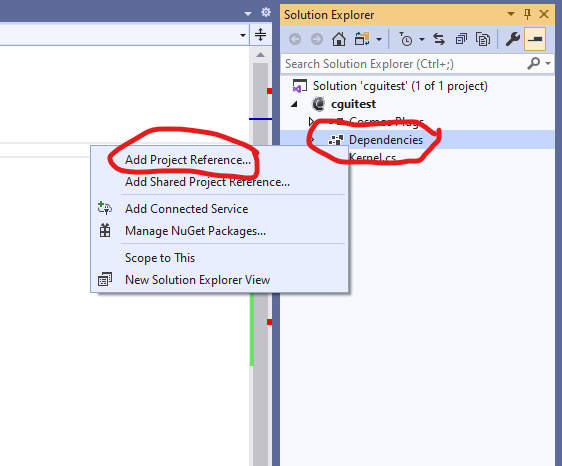 Solution Explorer
Search Solution Explorer (Ctrl+;)
Solution 'cguitest' (1 of 1 project)
cguitest
Cosmos Plugs
Dependencies
Kernel.cs
Add Project Reference...
Add Shared Project Reference...
Add Connected Service
Manage NuGet Packages...
Scope to This
New Solution Explorer View